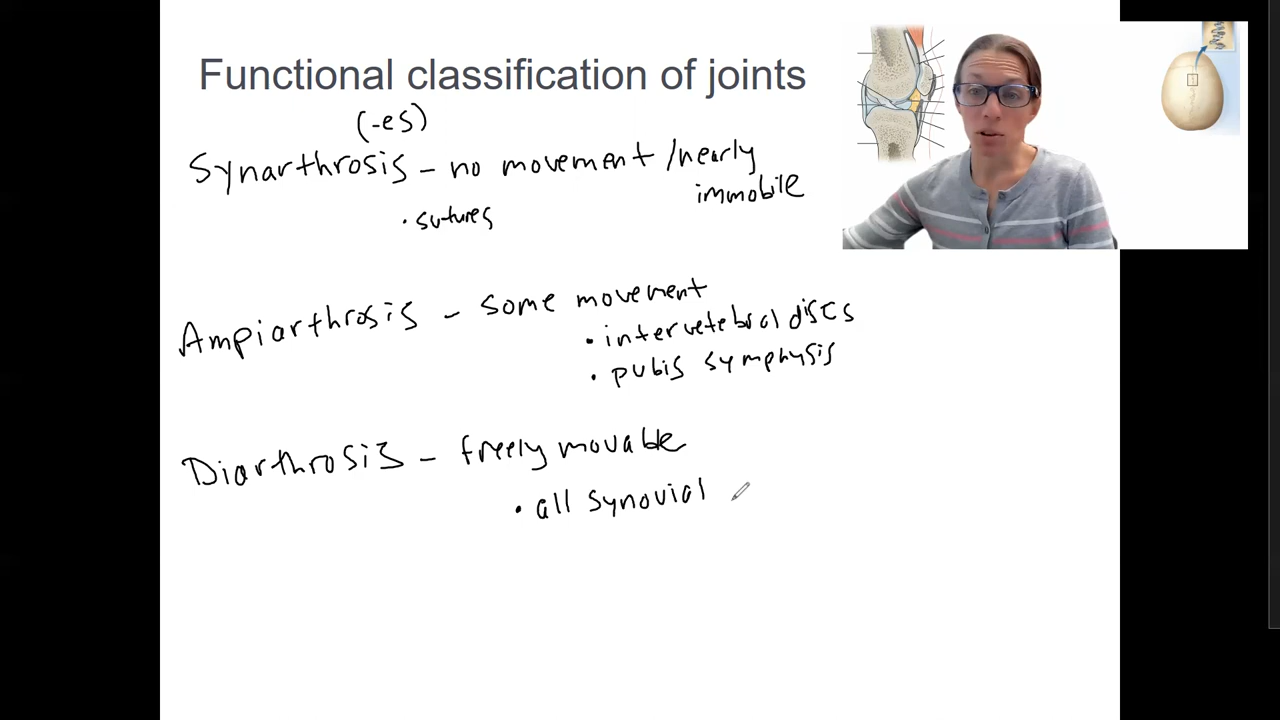 Functional classification of joints
(-es)
Synarthrosis - no movement /nearly
immobile
• sutures
Ampiarthrosis - some movement
• intervetebral discs
• pubis symphysis
Diarthrosis - freely movable
• all synovial